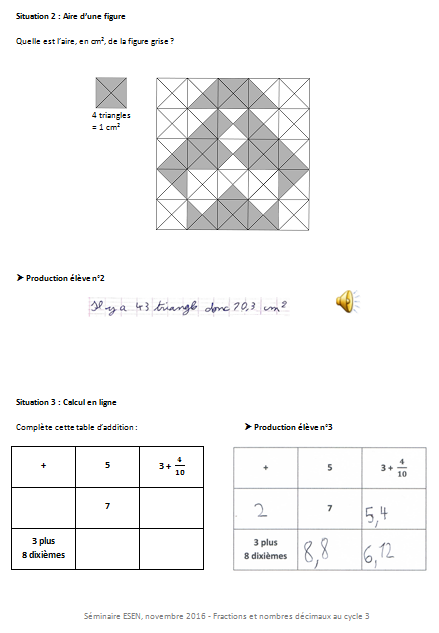 Situation 2 : Aire d'une figure
Quelle est l'aire, en cm², de la figure grise ?
4 triangles
= 1 cm²
➤ Production élève n°2
Il y a 43 triangle donc 10,3 cm²
Situation 3 : Calcul en ligne
Complète cette table d'addition :
➤ Production élève n°3
+ 5 3 + 4/10
7
3 plus
8 dixièmes
+ 5 3 + 4/10
2 7 5,4
3 plus
8 dixièmes 8,8 6,12
Séminaire ESEN, novembre 2016 - Fractions et nombres décimaux au cycle 3